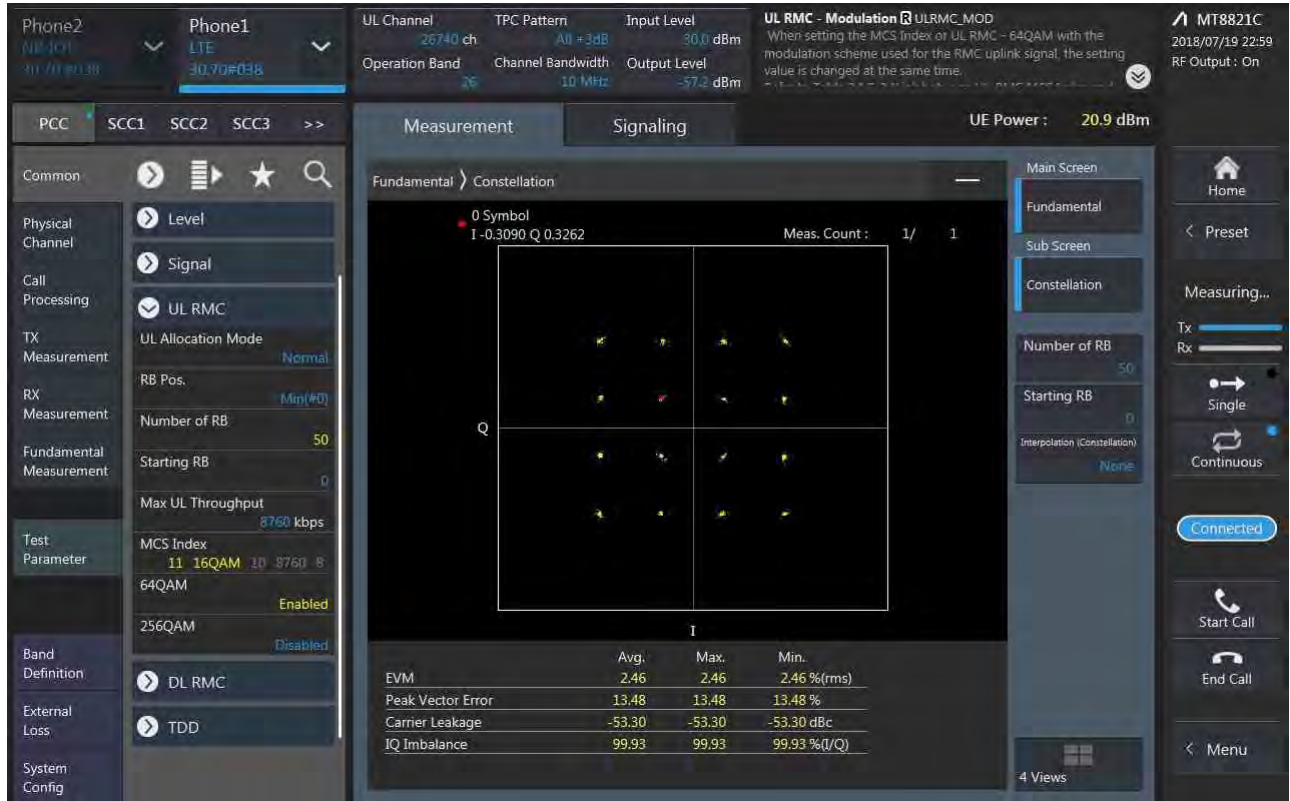 Phone2
NB-IOT
30.70#038
Phone1
LTE
30.70#038
UL Channel
26740 ch
Operation Band
26
TPC Pattern
All +3dB
Channel Bandwidth
10 MHz
Input Level
30.0 dBm
Output Level
-57.2 dBm
UL RMC - Modulation R ULRMC_MOD
When setting the MCS Index or UL RMC - 64QAM with the
modulation scheme used for the RMC uplink signal, the setting
value is changed at the same time.
MT8821C
2018/07/19 22:59
RF Output : On
PCC SCC1 SCC2 SCC3 >>
Measurement
Signaling
UE Power : 20.9 dBm
Common
Physical
Channel
Call
Processing
TX
Measurement
RX
Measurement
Fundamental
Measurement
Test
Parameter
Band
Definition
External
Loss
System
Config
Level
Signal
UL RMC
UL Allocation Mode
Normal
RB Pos.
Min(#0)
Number of RB
50
Starting RB
0
Max UL Throughput
8760 kbps
MCS Index
11 16QAM 10 8760 8
64QAM
Enabled
256QAM
Disabled
DL RMC
TDD
Fundamental 〉 Constellation
0 Symbol
I -0.3090 Q 0.3262
Meas. Count : 1/ 1
Q
I
Avg. Max. Min.
EVM 2.46 2.46 2.46 %(rms)
Peak Vector Error 13.48 13.48 13.48 %
Carrier Leakage -53.30 -53.30 -53.30 dBc
IQ Imbalance 99.93 99.93 99.93 %(I/Q)
Main Screen
Fundamental
Sub Screen
Constellation
Number of RB
50
Starting RB
0
Interpolation (Constellation)
None
4 Views
Home
< Preset
Measuring...
Tx
Rx
Single
Continuous
Connected
Start Call
End Call
< Menu